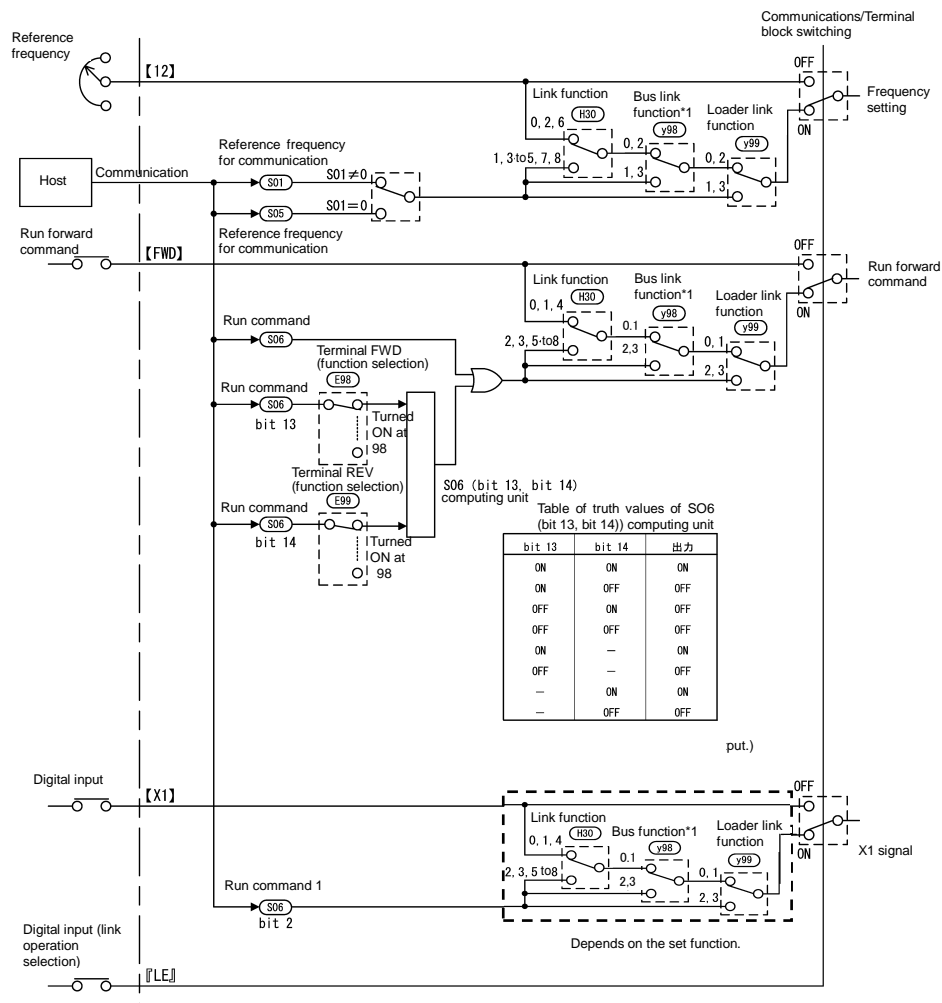 Communications/Terminal
block switching
Reference
frequency
【12】
OFF
Link function
H30
Bus link
function*1
y98
Loader link
function
y99
Frequency
setting
0, 2, 6
0, 2
0, 2
ON
Reference frequency
for communication
1, 3 to 5, 7, 8
1, 3
1, 3
Host
Communication
S01
S01≠0
S05
S01=0
Reference frequency
for communication
Run forward
command
【FWD】
OFF
Link function
H30
Bus link
function*1
y98
Loader link
function
y99
Run forward
command
0, 1, 4
0.1
0, 1
ON
2, 3, 5 to8
2,3
2, 3
Run command
S06
Terminal FWD
(function selection)
E98
Run command
S06
bit 13
Turned
ON at
98
Terminal REV
(function selection)
E99
S06 (bit 13, bit 14)
computing unit
Run command
S06
bit 14
Turned
ON at
98
Table of truth values of SO6
(bit 13, bit 14)) computing unit
bit 13 bit 14 出力
ON ON ON
ON OFF OFF
OFF ON OFF
OFF OFF OFF
ON － ON
OFF － OFF
－ ON ON
－ OFF OFF
put.)
Digital input
【X1】
OFF
Link function
H30
Bus function*1
y98
Loader link
function
y99
0, 1, 4
0.1
0, 1
ON
X1 signal
2, 3, 5 to8
2,3
2, 3
Run command 1
S06
bit 2
Depends on the set function.
Digital input (link
operation
selection)
『LE』